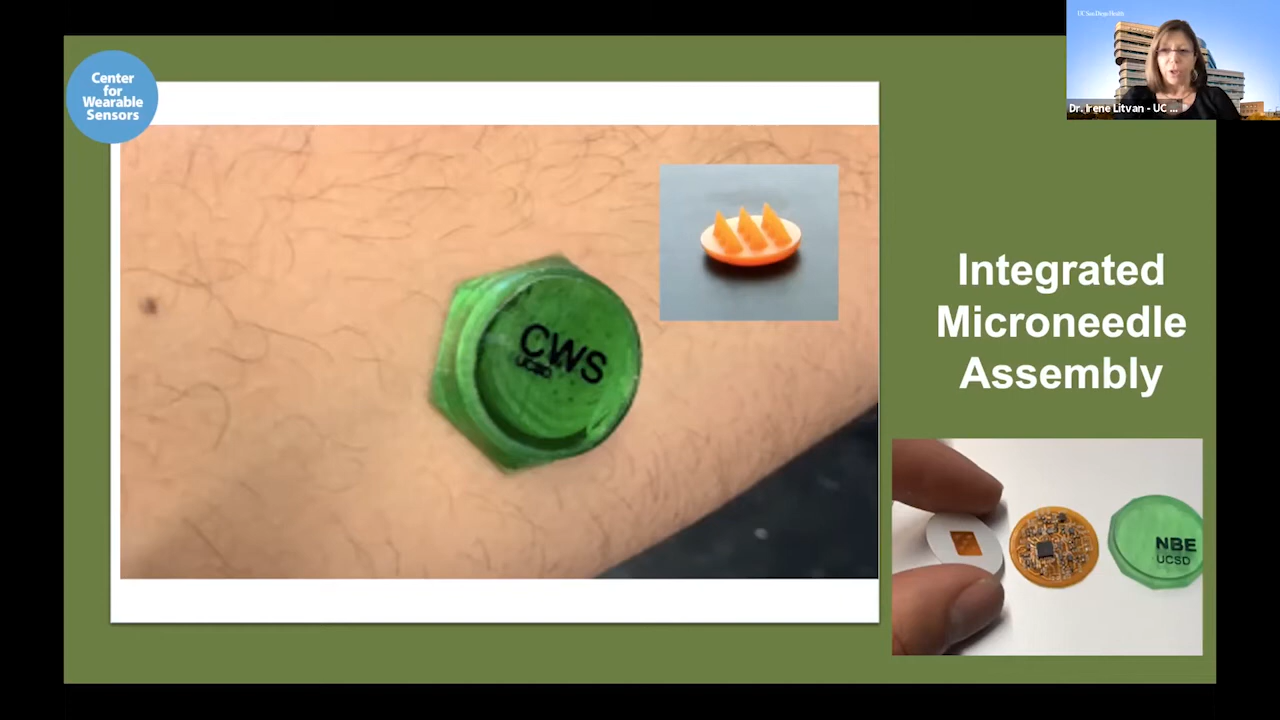 UC San Diego Health
Dr. Irene Litvan - UC ...
Center
for
Wearable
Sensors
CWS
UCSD
Integrated
Microneedle
Assembly
NBE
UCSD